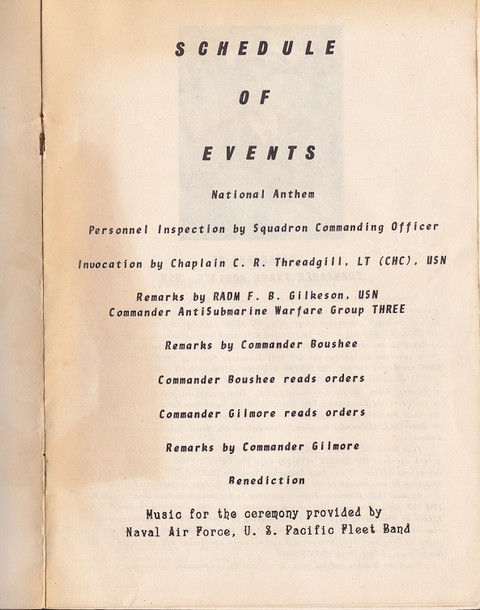 SCHEDULE
OF
EVENTS
National Anthem
Personnel Inspection by Squadron Commanding Officer
Invocation by Chaplain C. R. Threadgill, LT (CHC), USN
Remarks by RADM F. B. Gilkeson, USN
Commander AntiSubmarine Warfare Group THREE
Remarks by Commander Boushee
Commander Boushee reads orders
Commander Gilmore reads orders
Remarks by Commander Gilmore
Benediction
Music for the ceremony provided by
Naval Air Force, U. S. Pacific Fleet Band